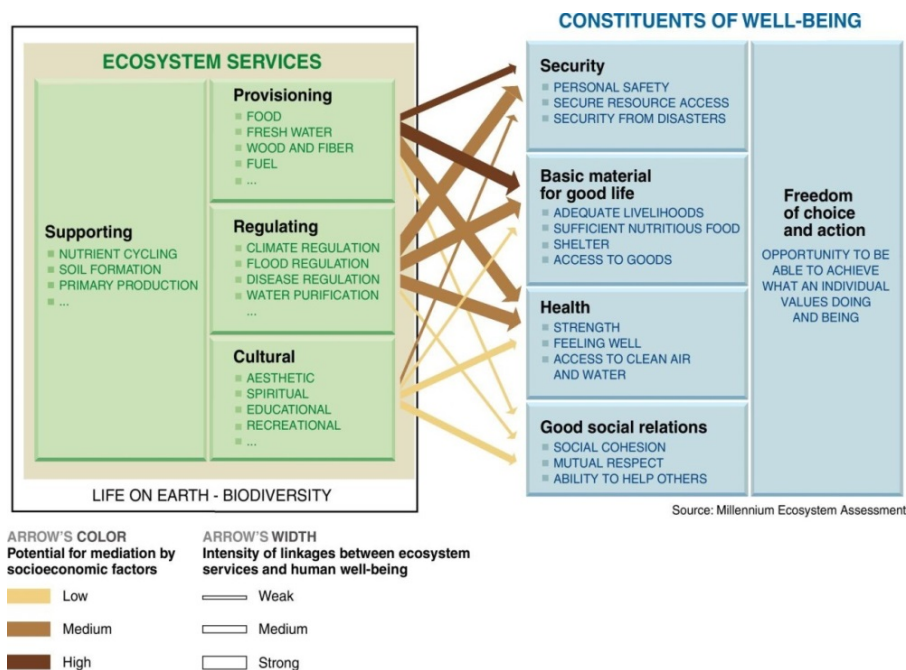 CONSTITUENTS OF WELL-BEING
ECOSYSTEM SERVICES
Supporting
NUTRIENT CYCLING
SOIL FORMATION
PRIMARY PRODUCTION
...
Provisioning
FOOD
FRESH WATER
WOOD AND FIBER
FUEL
...
Regulating
CLIMATE REGULATION
FLOOD REGULATION
DISEASE REGULATION
WATER PURIFICATION
...
Cultural
AESTHETIC
SPIRITUAL
EDUCATIONAL
RECREATIONAL
...
LIFE ON EARTH - BIODIVERSITY
Security
PERSONAL SAFETY
SECURE RESOURCE ACCESS
SECURITY FROM DISASTERS
Basic material
for good life
ADEQUATE LIVELIHOODS
SUFFICIENT NUTRITIOUS FOOD
SHELTER
ACCESS TO GOODS
Health
STRENGTH
FEELING WELL
ACCESS TO CLEAN AIR
AND WATER
Good social relations
SOCIAL COHESION
MUTUAL RESPECT
ABILITY TO HELP OTHERS
Freedom
of choice
and action
OPPORTUNITY TO BE
ABLE TO ACHIEVE
WHAT AN INDIVIDUAL
VALUES DOING
AND BEING
Source: Millennium Ecosystem Assessment
ARROW'S COLOR
Potential for mediation by
socioeconomic factors
Low
Medium
High
ARROW'S WIDTH
Intensity of linkages between ecosystem
services and human well-being
Weak
Medium
Strong